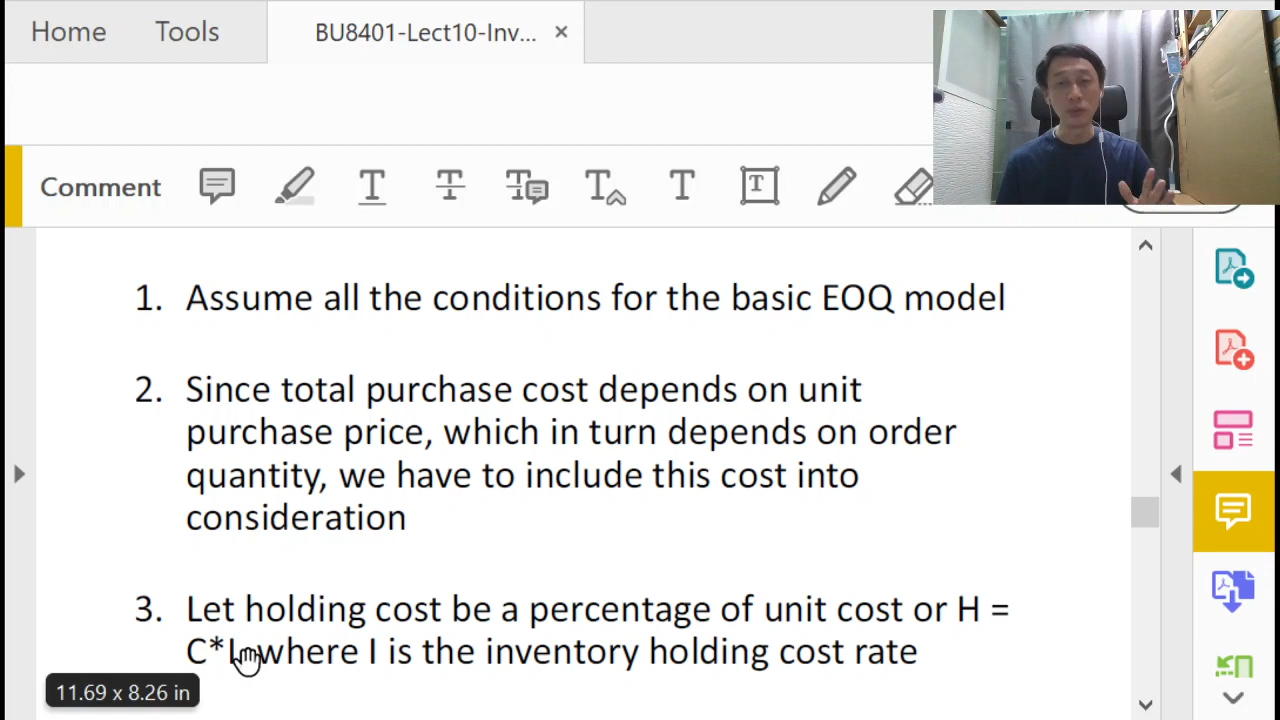 Home Tools BU8401-Lect10-Inv... ×
Comment
1. Assume all the conditions for the basic EOQ model
2. Since total purchase cost depends on unit
purchase price, which in turn depends on order
quantity, we have to include this cost into
consideration
3. Let holding cost be a percentage of unit cost or H =
C*I, where I is the inventory holding cost rate
11.69 x 8.26 in